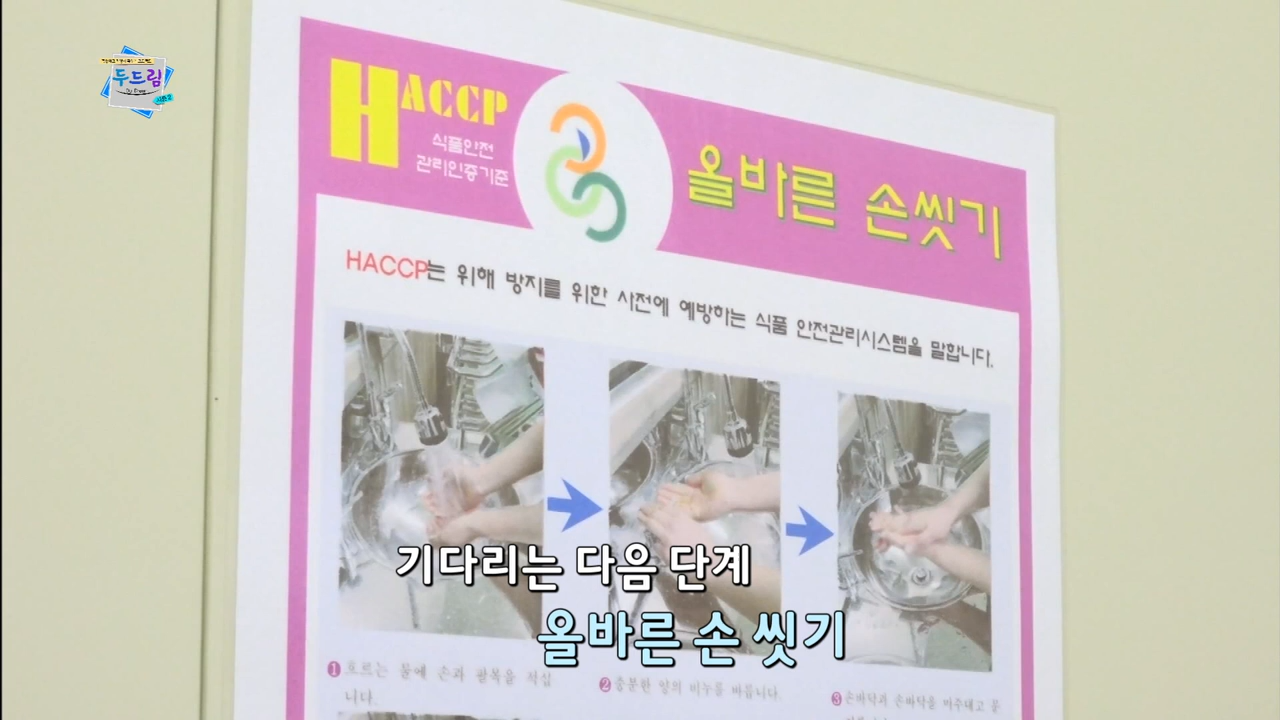 두드림
HACCP
식품안전
관리인증기준
올바른 손씻기
HACCP는 위해 방지를 위한 사전에 예방하는 식품 안전관리시스템을 말합니다.
기다리는 다음 단계
올바른 손 씻기
1 흐르는 물에 손과 팔목을 적십
니다.
2 충분한 양의 비누를 바릅니다.
3 손바닥과 손바닥을 마주대고 문